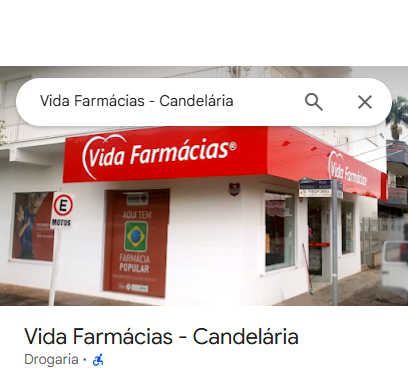 Vida Farmácias - Candelária
Vida Farmácias®
Vida Farmácias
E
MOTOS
AQUI TEM
FARMÁCIA
POPULAR
Vida Farmácias - Candelária
Drogaria ·